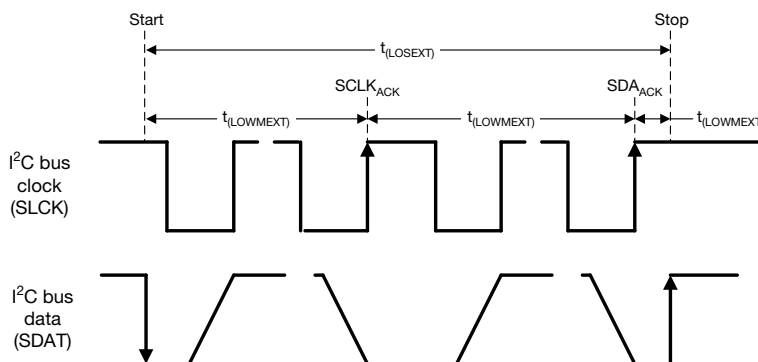 Start
Stop
t(LOSEXT)
SCLKACK
SDAACK
t(LOWMEXT)
t(LOWMEXT)
t(LOWMEXT)
I2C bus
clock
(SLCK)
I2C bus
data
(SDAT)